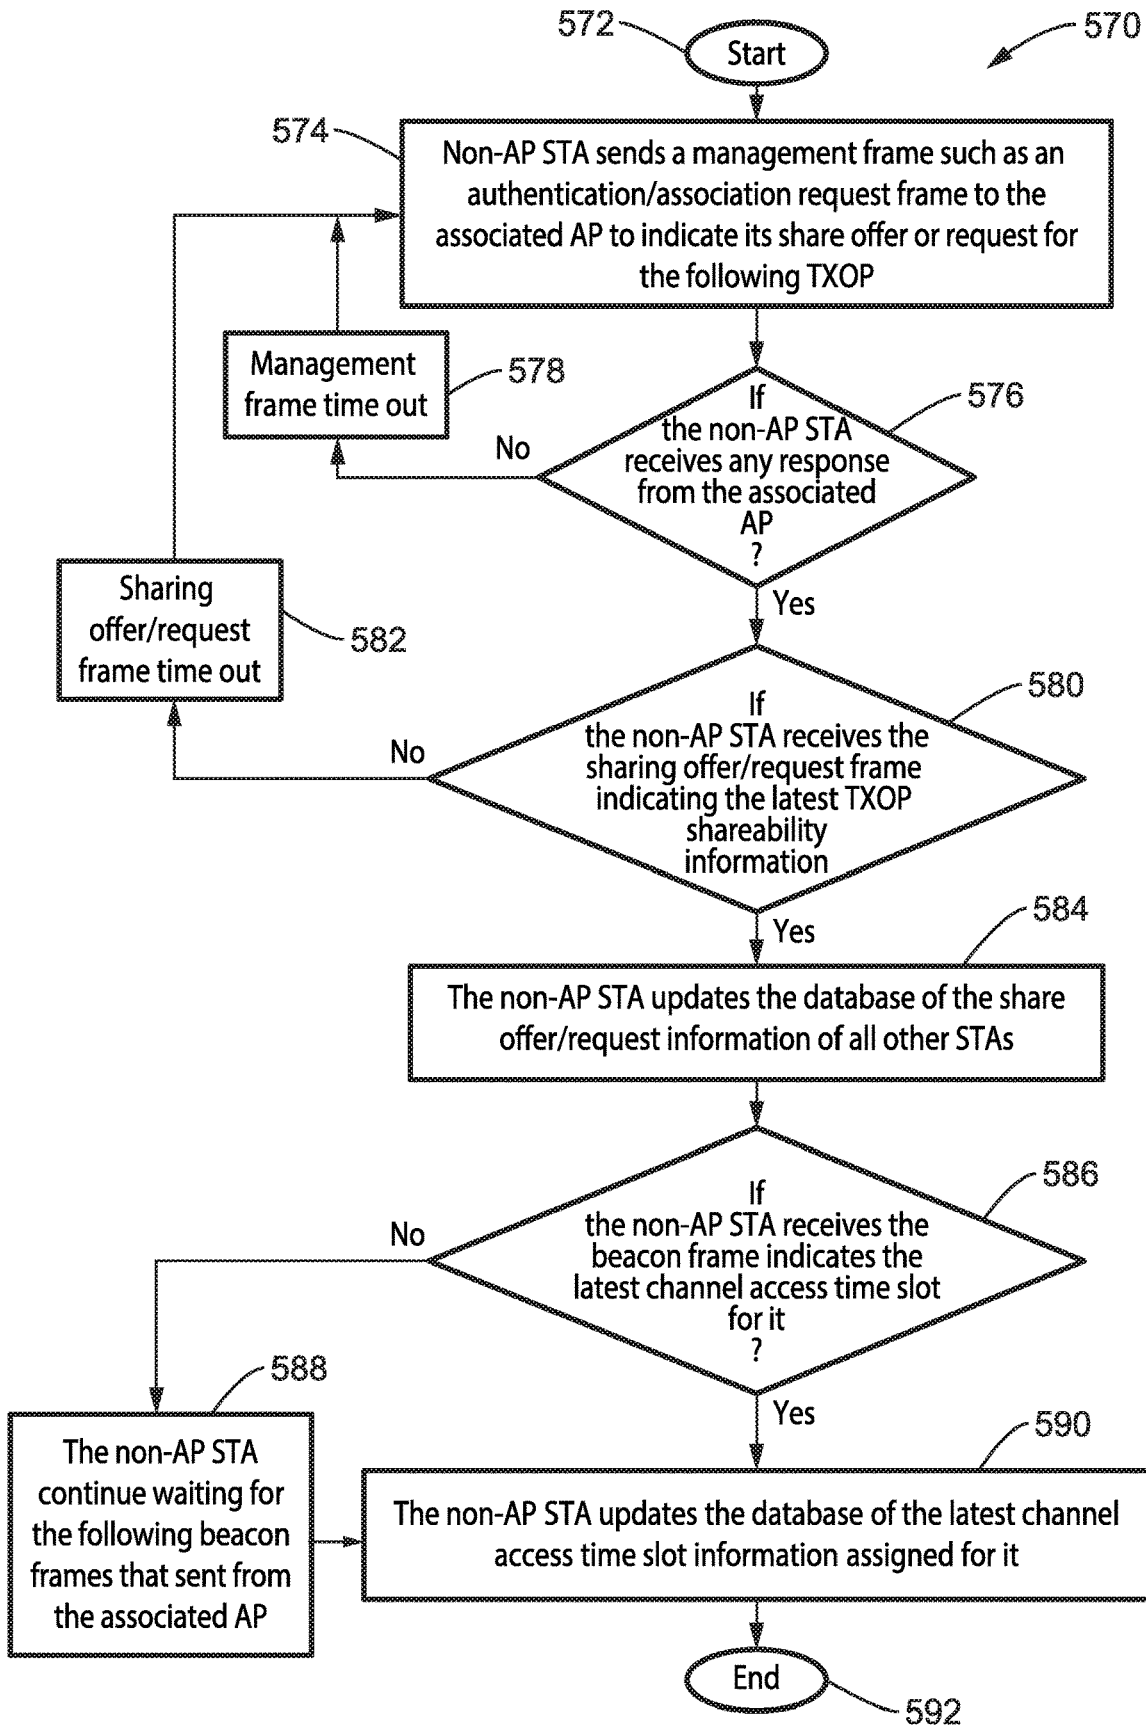 572
Start
570
574
Non-AP STA sends a management frame such as an
authentication/association request frame to the
associated AP to indicate its share offer or request for
the following TXOP
Management
frame time out
578
576
If
the non-AP STA
receives any response
from the associated
AP
?
No
Yes
Sharing
offer/request
frame time out
582
580
If
the non-AP STA receives the
sharing offer/request frame
indicating the latest TXOP
shareability
information
No
Yes
584
The non-AP STA updates the database of the share
offer/request information of all other STAs
586
If
the non-AP STA receives the
beacon frame indicates the
latest channel access time slot
for it
?
No
Yes
588
The non-AP STA
continue waiting for
the following beacon
frames that sent from
the associated AP
590
The non-AP STA updates the database of the latest channel
access time slot information assigned for it
End
592